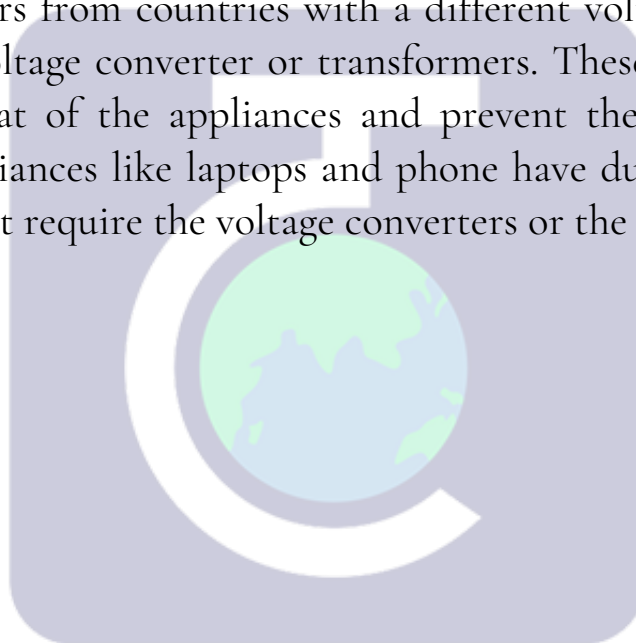 rs from countries with a different vol
ltage converter or transformers. These
at of the appliances and prevent the
iances like laptops and phone have du
t require the voltage converters or the